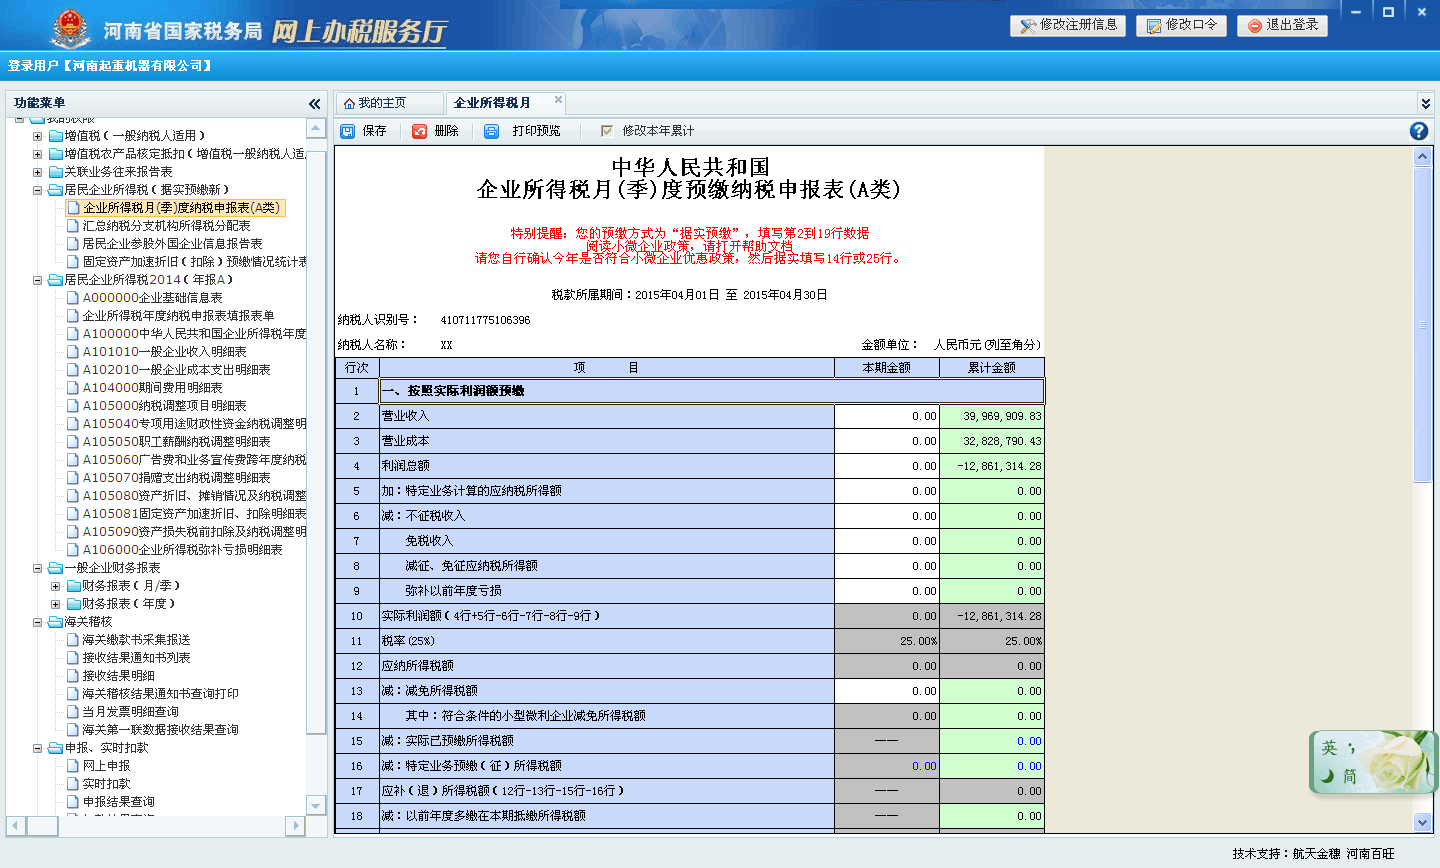 河南省国家税务局 网上办税服务厅
修改注册信息 修改口令 退出登录
登录用户【河南起重机器有限公司】
功能菜单
我的权限
增值税（一般纳税人适用）
增值税农产品核定抵扣（增值税一般纳税人适
关联业务往来报告表
居民企业所得税（据实预缴新）
企业所得税月(季)度纳税申报表(A类)
汇总纳税分支机构所得税分配表
居民企业参股外国企业信息报告表
固定资产加速折旧（扣除）预缴情况统计表
居民企业所得税2014（年报A）
A000000企业基础信息表
企业所得税年度纳税申报表填报表单
A100000中华人民共和国企业所得税年度
A101010一般企业收入明细表
A102010一般企业成本支出明细表
A104000期间费用明细表
A105000纳税调整项目明细表
A105040专项用途财政性资金纳税调整明
A105050职工薪酬纳税调整明细表
A105060广告费和业务宣传费跨年度纳税
A105070捐赠支出纳税调整明细表
A105080资产折旧、摊销情况及纳税调整
A105081固定资产加速折旧、扣除明细表
A105090资产损失税前扣除及纳税调整明
A106000企业所得税弥补亏损明细表
一般企业财务报表
财务报表（月/季）
财务报表（年度）
海关稽核
海关缴款书采集报送
接收结果通知书列表
接收结果明细
海关稽核结果通知书查询打印
当月发票明细查询
海关第一联数据接收结果查询
申报、实时扣款
网上申报
实时扣款
申报结果查询
我的主页 企业所得税月
保存 删除 打印预览 修改本年累计
中华人民共和国
企业所得税月(季)度预缴纳税申报表(A类)
特别提醒：您的预缴方式为“据实预缴”，填写第2到19行数据
阅读小微企业政策，请打开帮助文档
请您自行确认今年是否符合小微企业优惠政策，然后据实填写14行或25行。
税款所属期间：2015年04月01日 至 2015年04月30日
纳税人识别号： 410711775106396
纳税人名称： XX 金额单位： 人民币元(列至角分)
行次 项 目 本期金额 累计金额
1 一、按照实际利润额预缴
2 营业收入 0.00 39,969,909.83
3 营业成本 0.00 32,828,790.43
4 利润总额 0.00 -12,861,314.28
5 加：特定业务计算的应纳税所得额 0.00 0.00
6 减：不征税收入 0.00 0.00
7 免税收入 0.00 0.00
8 减征、免征应纳税所得额 0.00 0.00
9 弥补以前年度亏损 0.00 0.00
10 实际利润额（4行+5行-6行-7行-8行-9行） 0.00 -12,861,314.28
11 税率(25%) 25.00% 25.00%
12 应纳所得税额 0.00 0.00
13 减：减免所得税额 0.00 0.00
14 其中：符合条件的小型微利企业减免所得税额 0.00 0.00
15 减：实际已预缴所得税额 —— 0.00
16 减：特定业务预缴（征）所得税额 0.00 0.00
17 应补（退）所得税额（12行-13行-15行-16行） —— 0.00
18 减：以前年度多缴在本期抵缴所得税额 —— 0.00
英 ；
简
技术支持：航天金穗 河南百旺